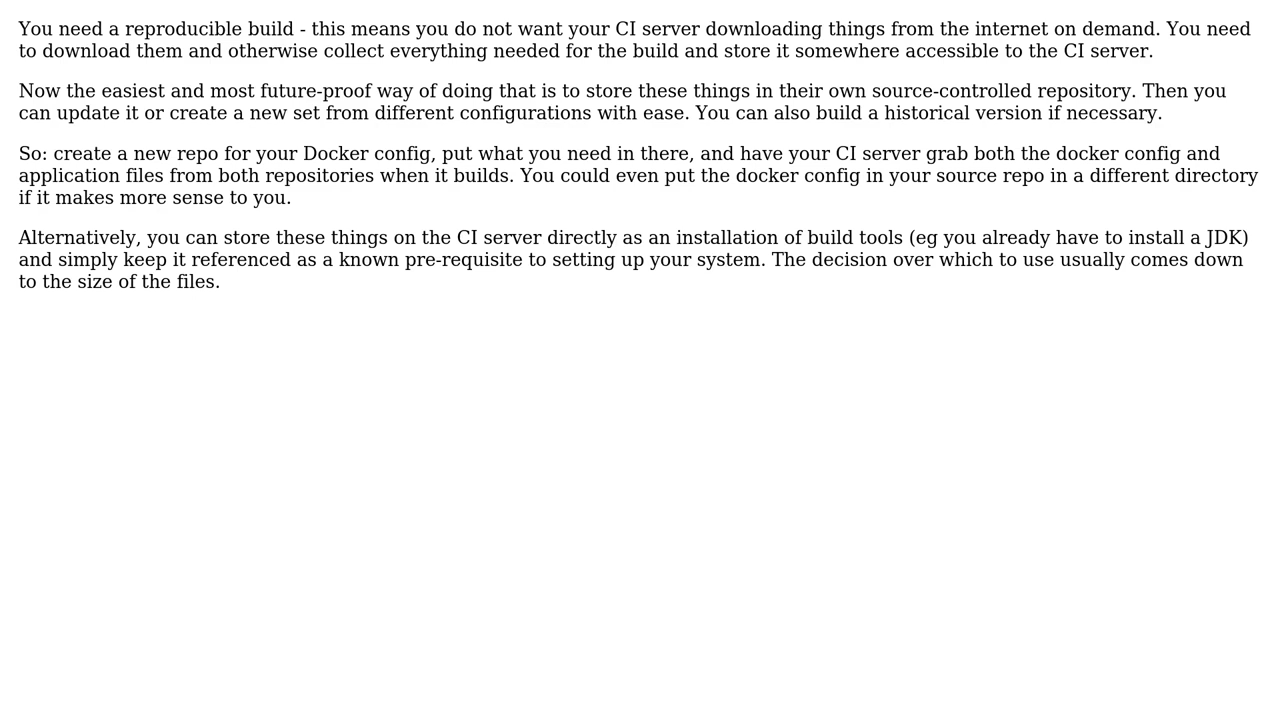 You need a reproducible build - this means you do not want your CI server downloading things from the internet on demand. You need
to download them and otherwise collect everything needed for the build and store it somewhere accessible to the CI server.
Now the easiest and most future-proof way of doing that is to store these things in their own source-controlled repository. Then you
can update it or create a new set from different configurations with ease. You can also build a historical version if necessary.
So: create a new repo for your Docker config, put what you need in there, and have your CI server grab both the docker config and
application files from both repositories when it builds. You could even put the docker config in your source repo in a different directory
if it makes more sense to you.
Alternatively, you can store these things on the CI server directly as an installation of build tools (eg you already have to install a JDK)
and simply keep it referenced as a known pre-requisite to setting up your system. The decision over which to use usually comes down
to the size of the files.